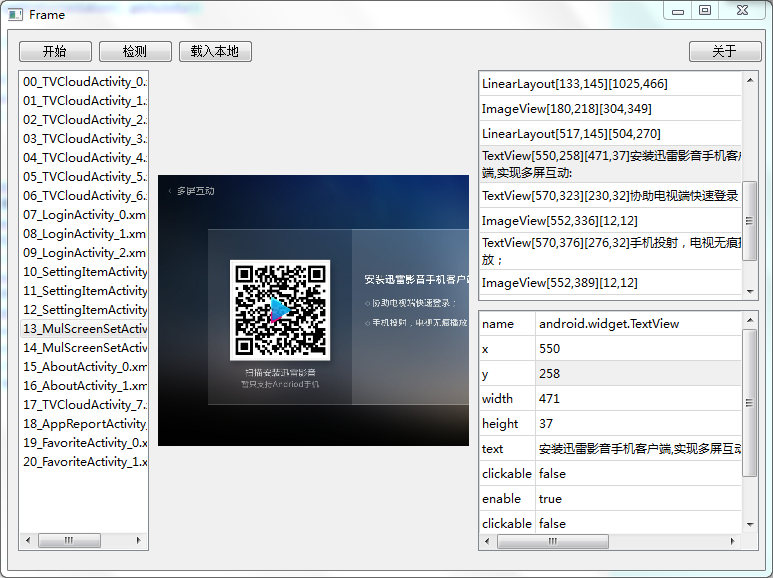 Frame
开始
检测
载入本地
关于
00_TVCloudActivity_0.
01_TVCloudActivity_1.
02_TVCloudActivity_2.
03_TVCloudActivity_3.
04_TVCloudActivity_4.
05_TVCloudActivity_5.
06_TVCloudActivity_6.
07_LoginActivity_0.xm
08_LoginActivity_1.xm
09_LoginActivity_2.xm
10_SettingItemActivity
11_SettingItemActivity
12_SettingItemActivity
13_MulScreenSetActiv
14_MulScreenSetActiv
15_AboutActivity_0.xm
16_AboutActivity_1.xm
17_TVCloudActivity_7.
18_AppReportActivity_
19_FavoriteActivity_0.x
20_FavoriteActivity_1.x
多屏互动
扫描安装迅雷影音
暂只支持Andriod手机
安装迅雷影音手机客户端
协助电视端快速登录；
手机投射，电视无痕播放
LinearLayout[133,145][1025,466]
ImageView[180,218][304,349]
LinearLayout[517,145][504,270]
TextView[550,258][471,37]安装迅雷影音手机客户
端,实现多屏互动:
TextView[570,323][230,32]协助电视端快速登录
ImageView[552,336][12,12]
TextView[570,376][276,32]手机投射，电视无痕播
放；
ImageView[552,389][12,12]
name android.widget.TextView
x 550
y 258
width 471
height 37
text 安装迅雷影音手机客户端,实现多屏互动
clickable false
enable true
clickable false